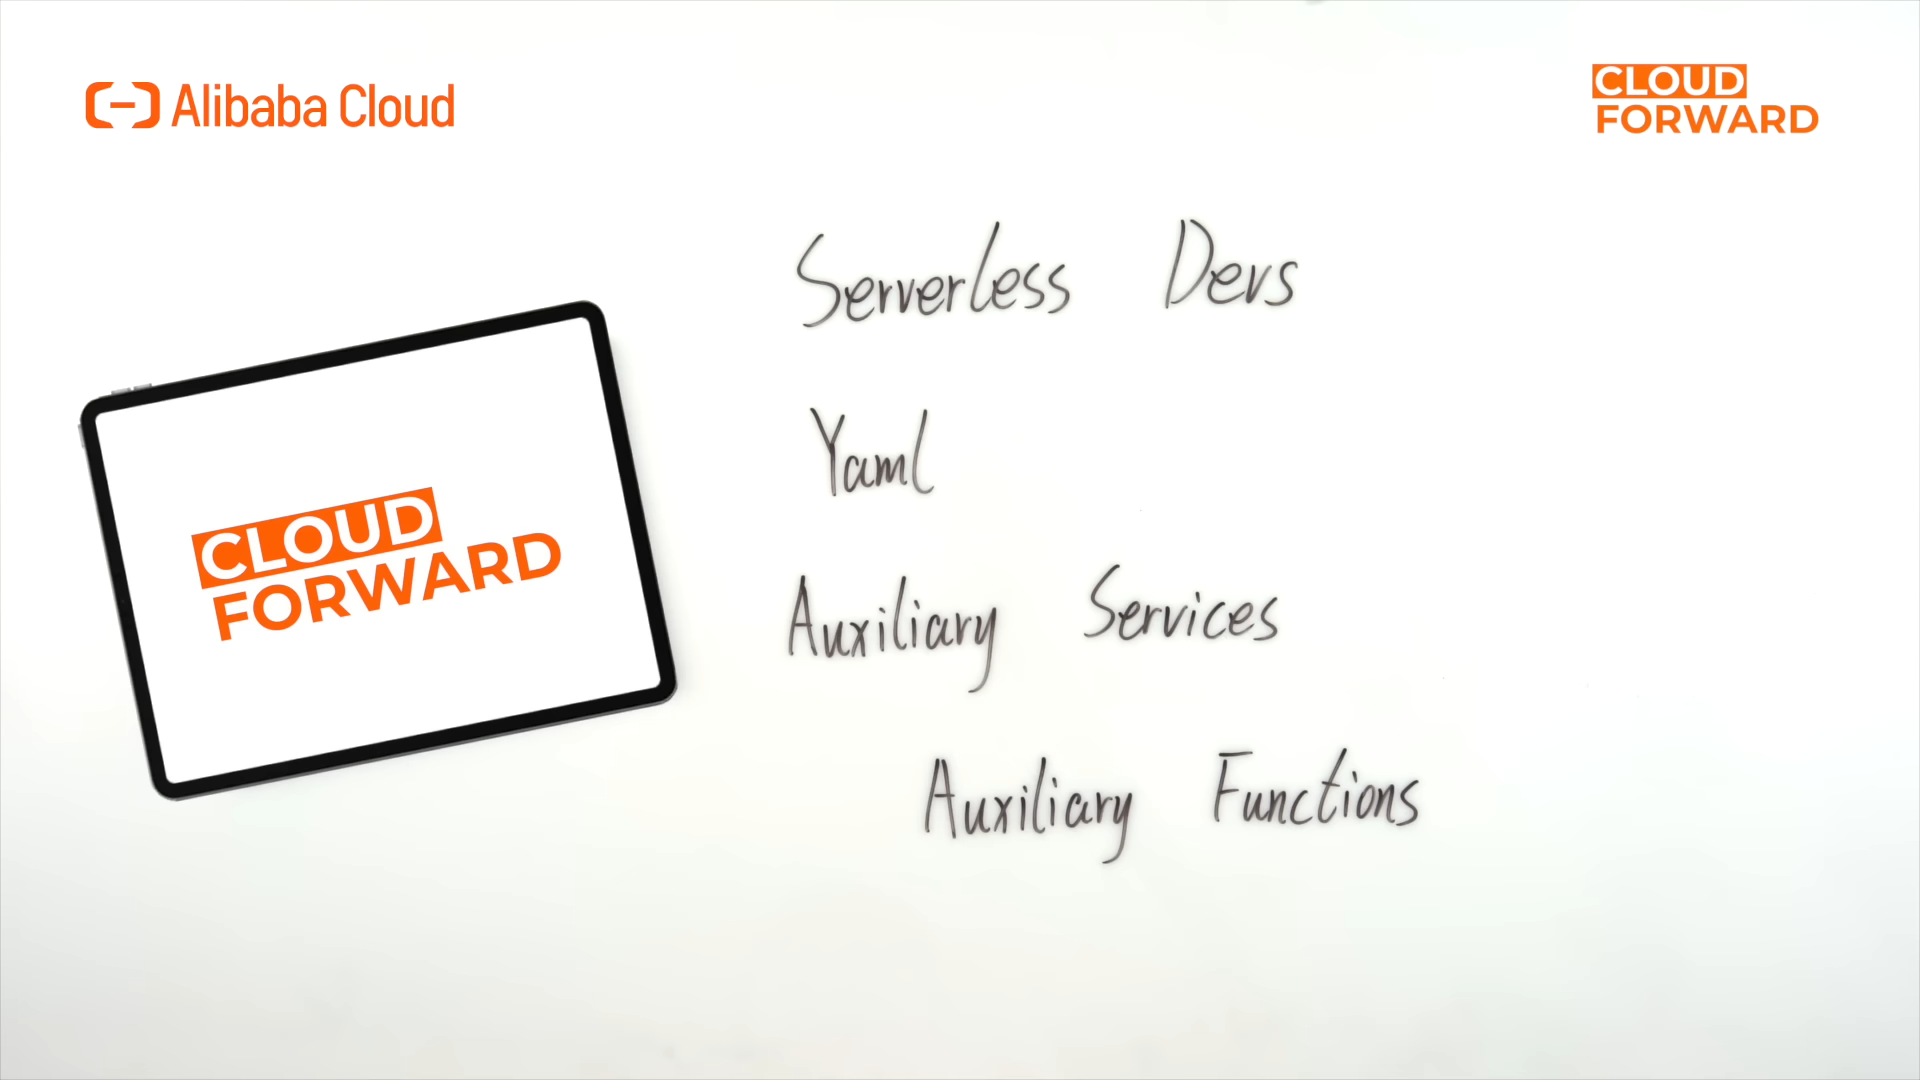 Alibaba Cloud
CLOUD
FORWARD
Serverless Devs
Yaml
CLOUD
FORWARD
Auxiliary Services
Auxiliary Functions